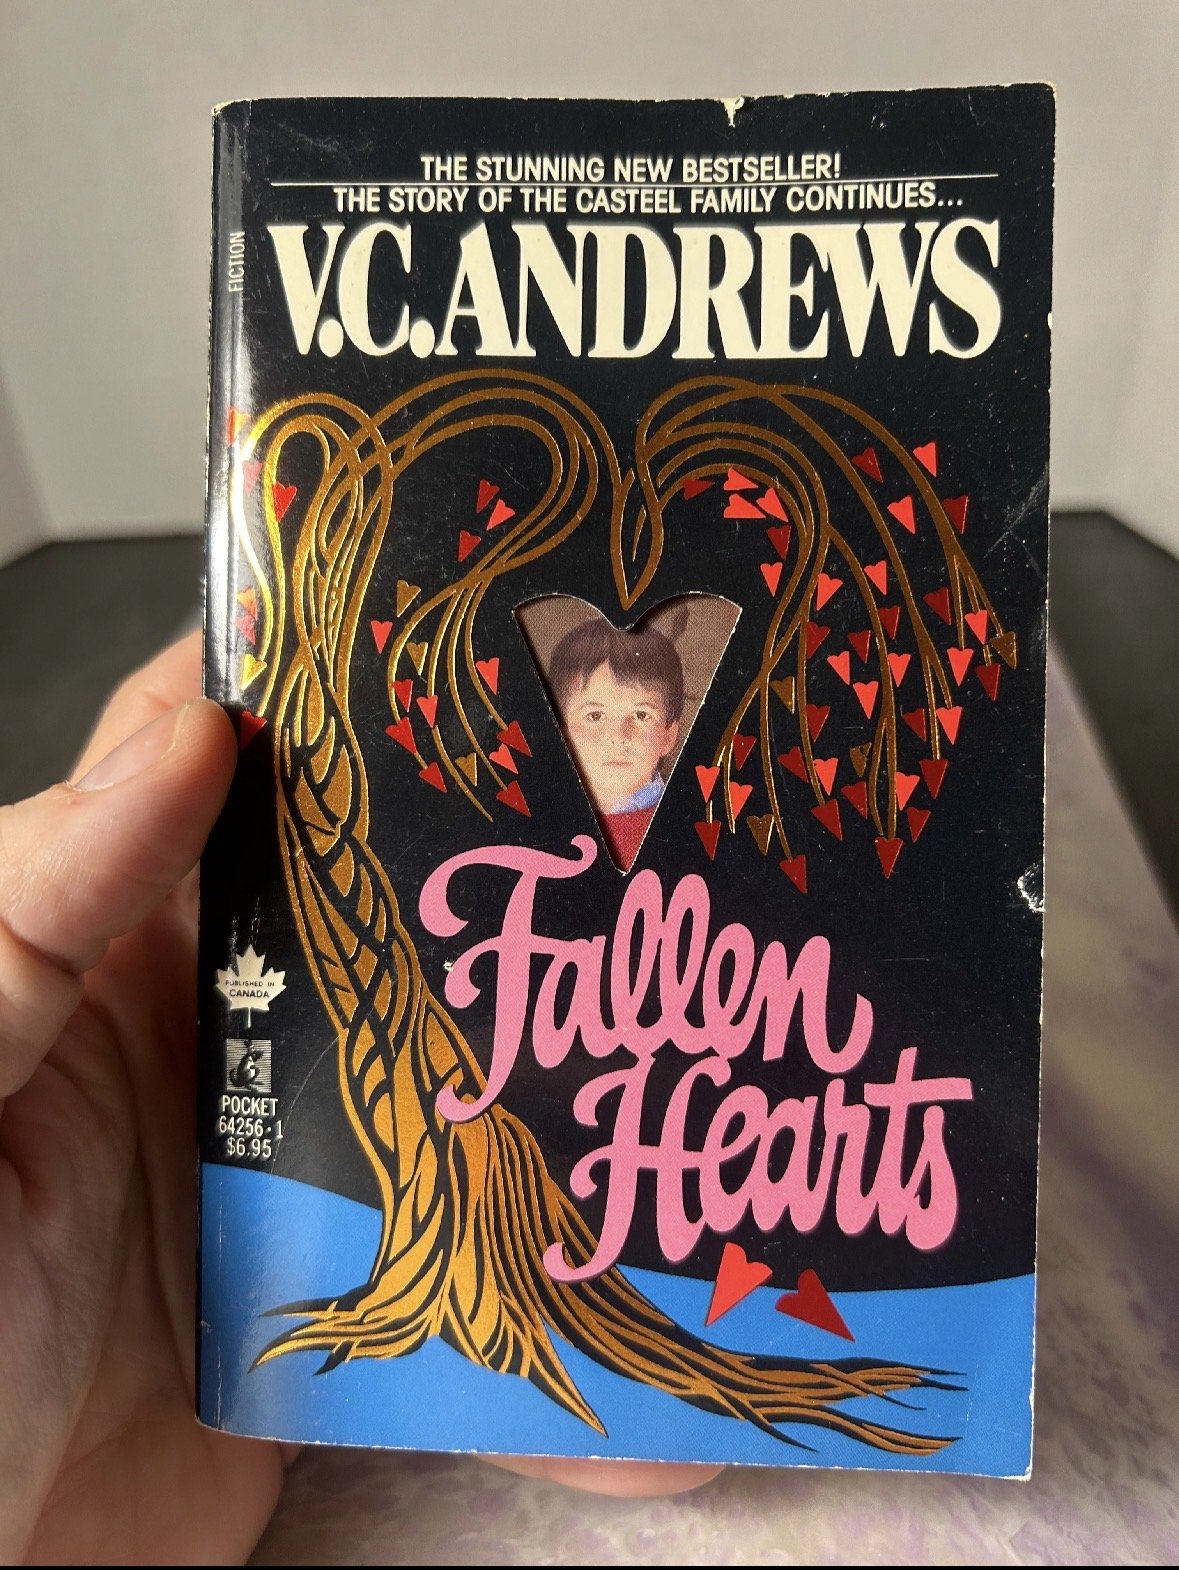 THE STUNNING NEW BESTSELLER!
THE STORY OF THE CASTEEL FAMILY CONTINUES...
V.C. ANDREWS
FICTION
Fallen
Hearts
PUBLISHED IN
CANADA
POCKET
64256-1
$6.95